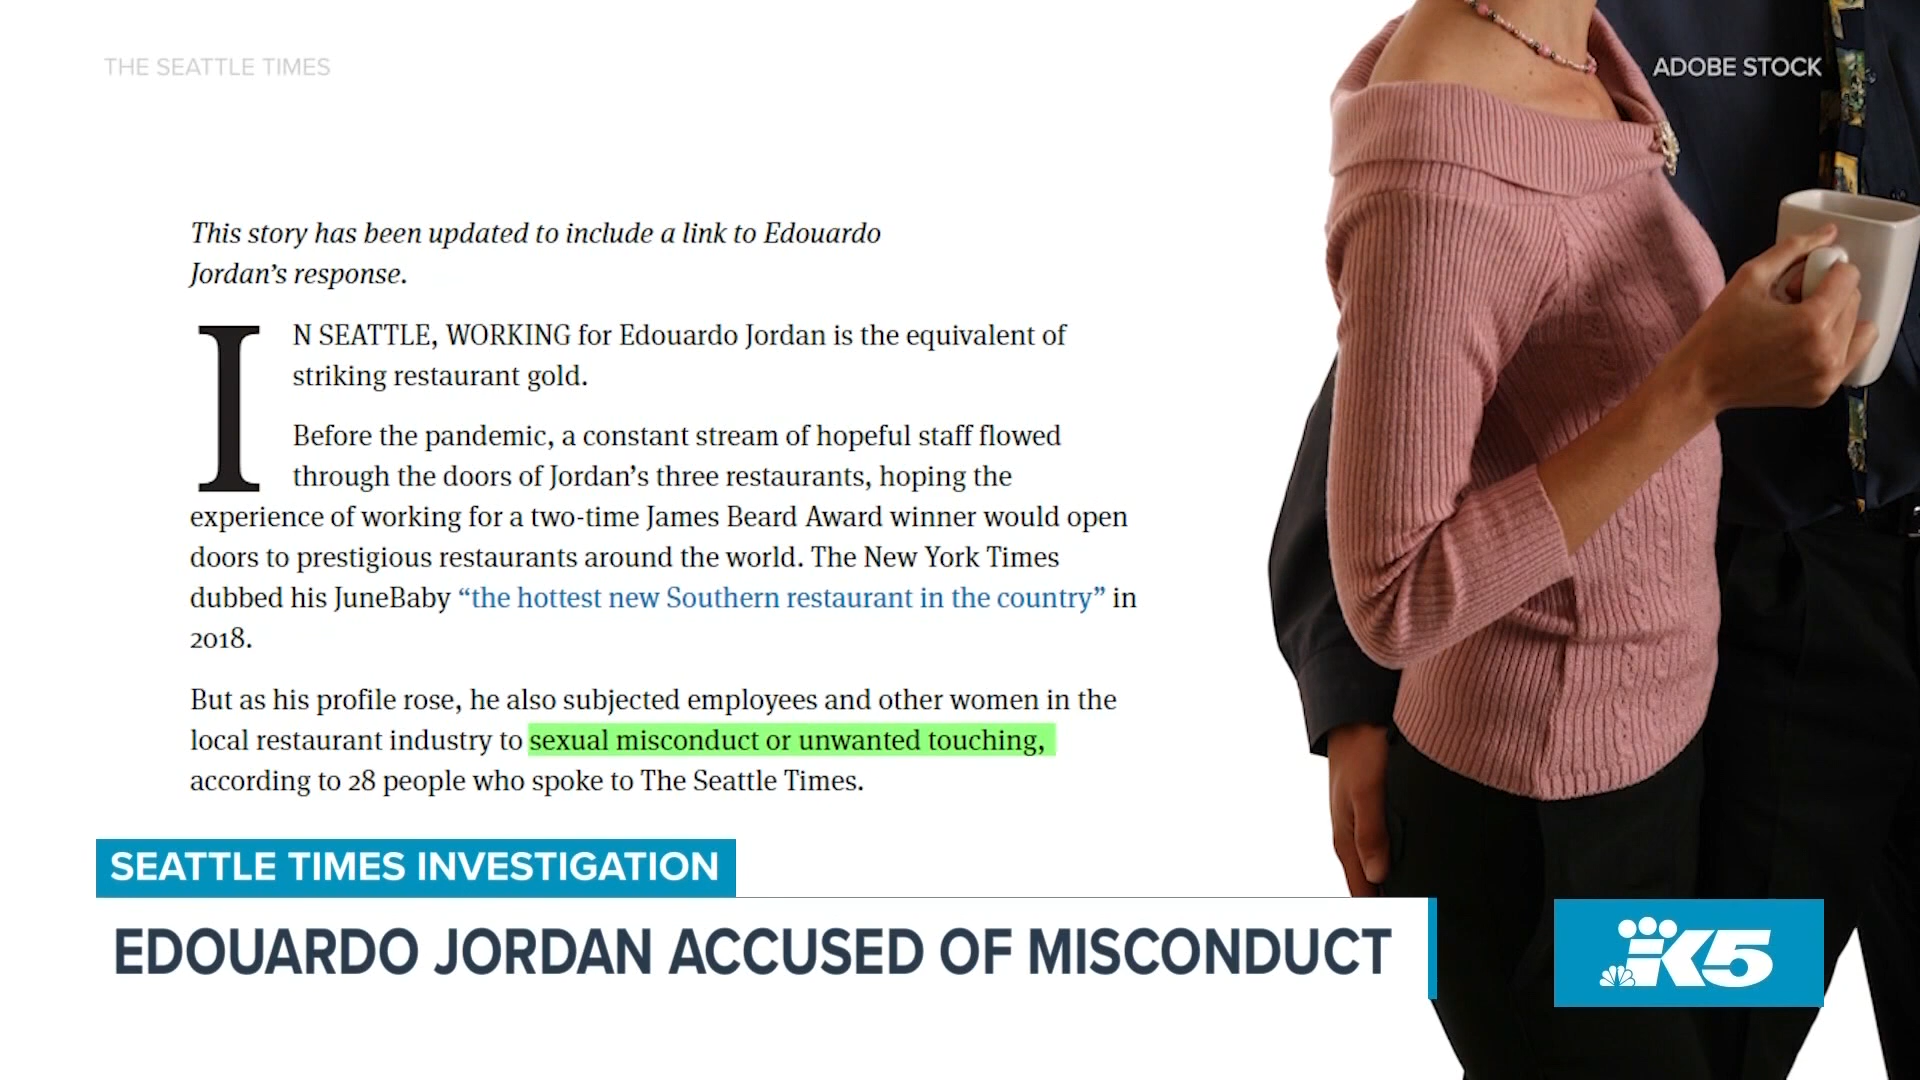 THE SEATTLE TIMES
ADOBE STOCK
This story has been updated to include a link to Edouardo
Jordan’s response.
IN SEATTLE, WORKING for Edouardo Jordan is the equivalent of
striking restaurant gold.
Before the pandemic, a constant stream of hopeful staff flowed
through the doors of Jordan’s three restaurants, hoping the
experience of working for a two-time James Beard Award winner would open
doors to prestigious restaurants around the world. The New York Times
dubbed his JuneBaby “the hottest new Southern restaurant in the country” in
2018.
But as his profile rose, he also subjected employees and other women in the
local restaurant industry to sexual misconduct or unwanted touching,
according to 28 people who spoke to The Seattle Times.
SEATTLE TIMES INVESTIGATION
EDOUARDO JORDAN ACCUSED OF MISCONDUCT
K5